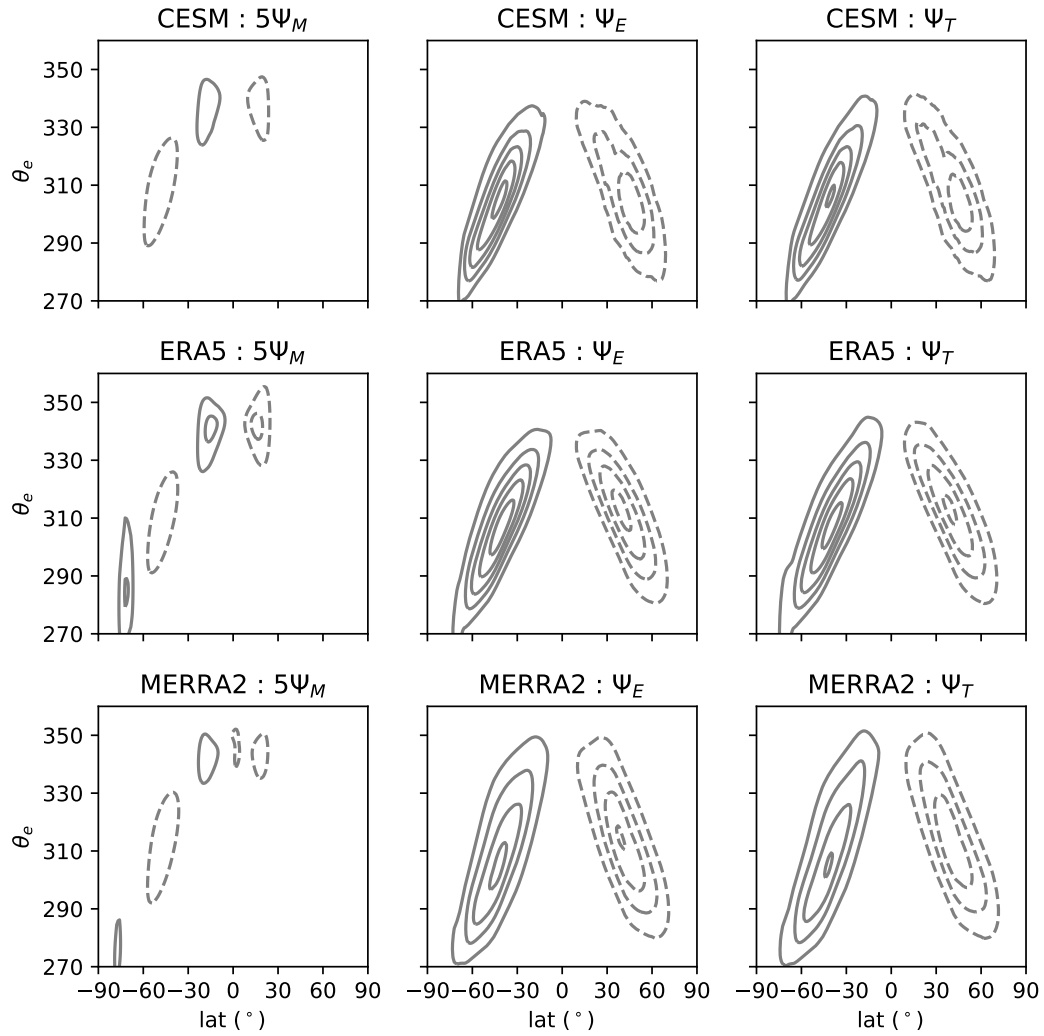 CESM : 5Ψ_M CESM : Ψ_E CESM : Ψ_T
350
330
θ_e
310
290
270
ERA5 : 5Ψ_M ERA5 : Ψ_E ERA5 : Ψ_T
350
330
θ_e
310
290
270
MERRA2 : 5Ψ_M MERRA2 : Ψ_E MERRA2 : Ψ_T
350
330
θ_e
310
290
270
−90 −60 −30 0 30 60 90 −90 −60 −30 0 30 60 90 −90 −60 −30 0 30 60 90
lat (°) lat (°) lat (°)